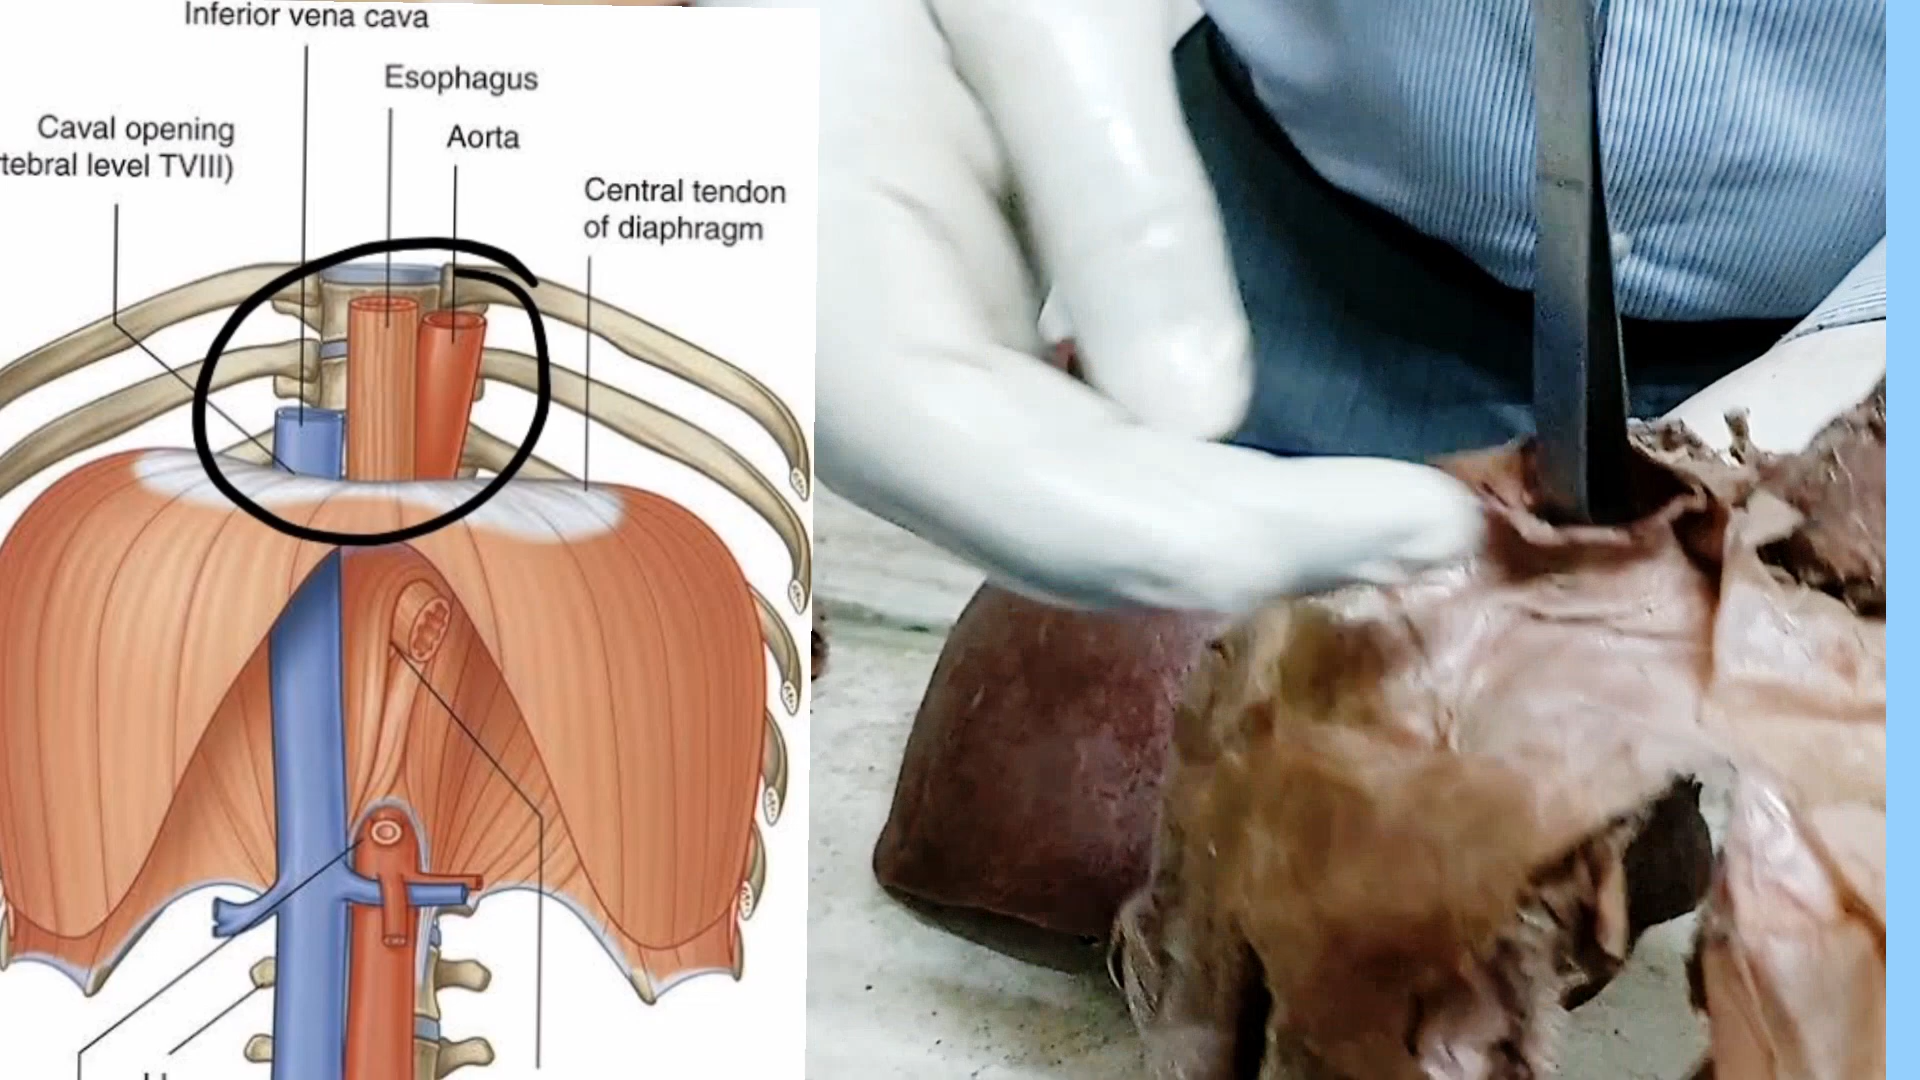 Inferior vena cava
Esophagus
Aorta
Caval opening
tebral level TVIII)
Central tendon
of diaphragm